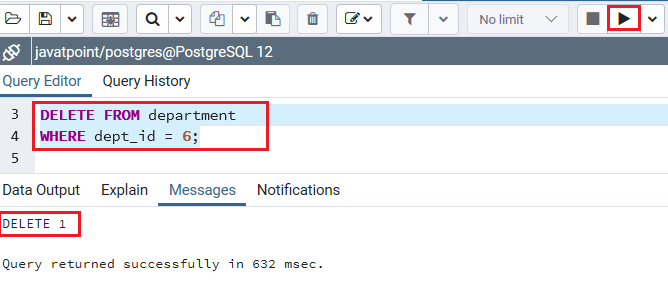 No limit
javatpoint/postgres@PostgreSQL 12
Query Editor Query History
3 DELETE FROM department
4 WHERE dept_id = 6;
5
Data Output Explain Messages Notifications
DELETE 1
Query returned successfully in 632 msec.